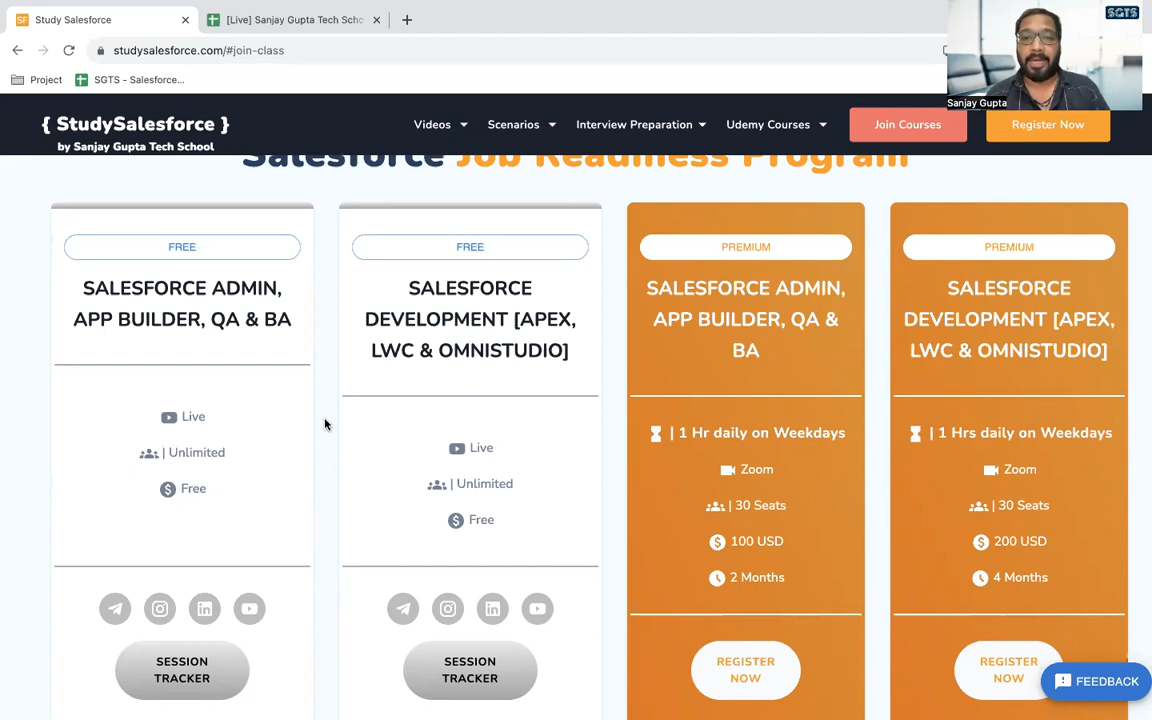 Study Salesforce
[Live] Sanjay Gupta Tech Scho
studysalesforce.com/#join-class
Project
SGTS - Salesforce...
SGTS
Sanjay Gupta
{ StudySalesforce }
by Sanjay Gupta Tech School
Videos
Scenarios
Interview Preparation
Udemy Courses
Join Courses
Register Now
Salesforce Job Readiness Program
FREE
SALESFORCE ADMIN,
APP BUILDER, QA & BA
Live
| Unlimited
Free
SESSION
TRACKER
FREE
SALESFORCE
DEVELOPMENT [APEX,
LWC & OMNISTUDIO]
Live
| Unlimited
Free
SESSION
TRACKER
PREMIUM
SALESFORCE ADMIN,
APP BUILDER, QA &
BA
| 1 Hr daily on Weekdays
Zoom
| 30 Seats
100 USD
2 Months
REGISTER
NOW
PREMIUM
SALESFORCE
DEVELOPMENT [APEX,
LWC & OMNISTUDIO]
| 1 Hrs daily on Weekdays
Zoom
| 30 Seats
200 USD
4 Months
REGISTER
NOW
FEEDBACK